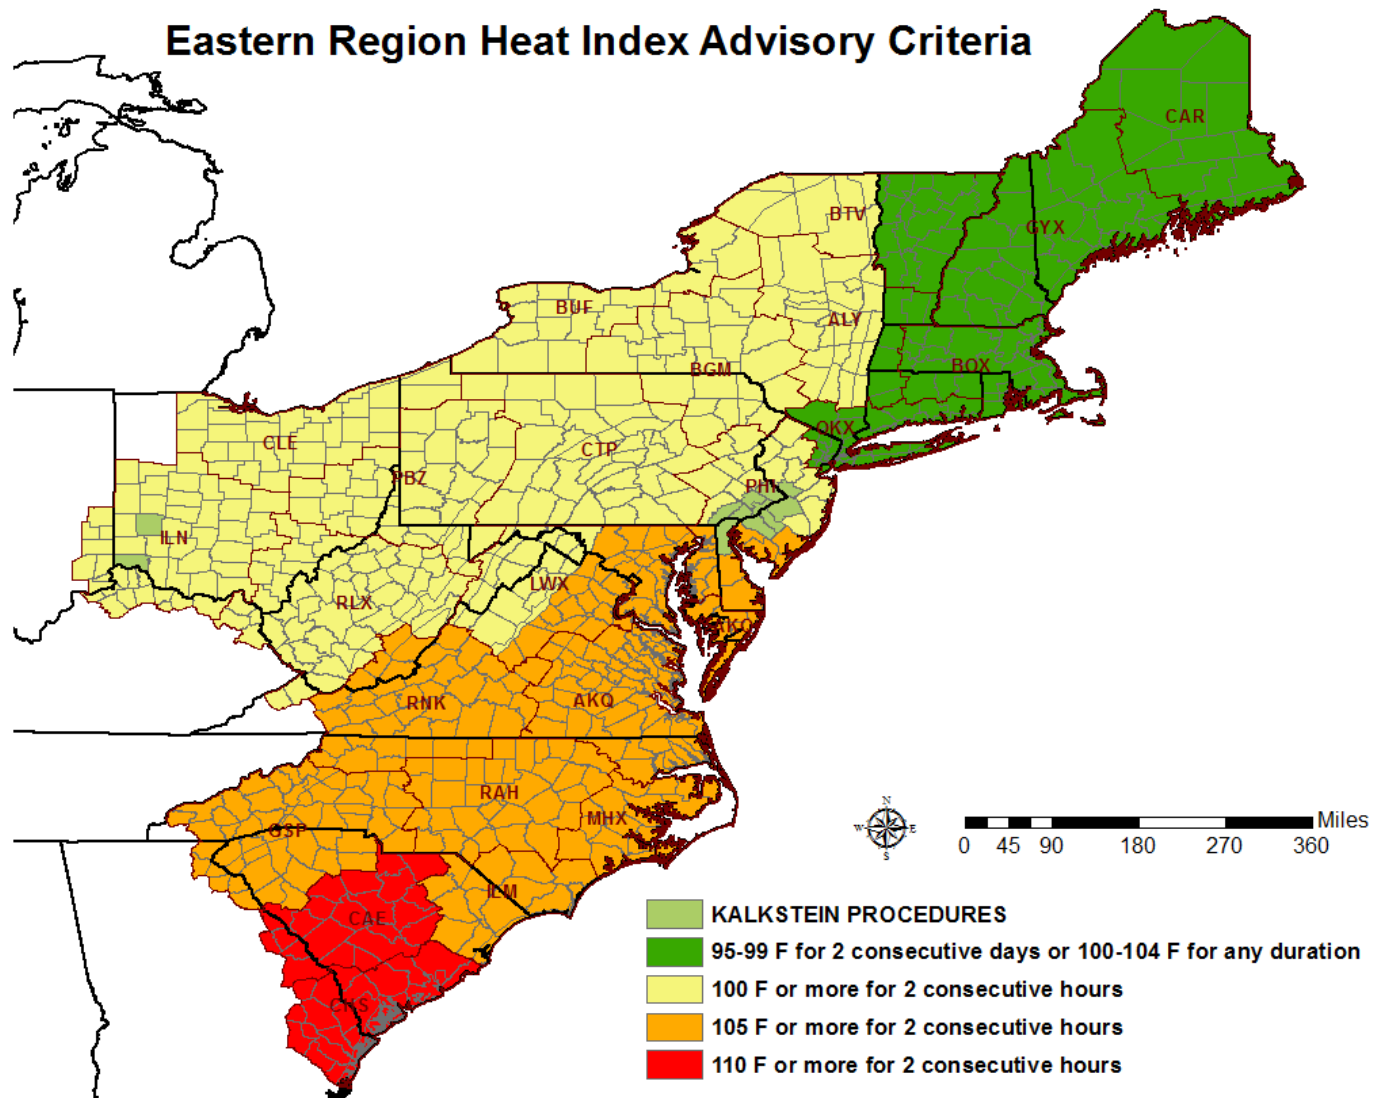 Eastern Region Heat Index Advisory Criteria
CAR
BTV
GYX
BUF
ALY
BOX
BGM
OKX
CLE
CTP
PBZ
PHI
ILN
LWX
RLX
AKQ
RNK
AKQ
RAH
MHX
GSP
ILM
CAE
CHS
N
W
E
S
Miles
0 45 90 180 270 360
KALKSTEIN PROCEDURES
95-99 F for 2 consecutive days or 100-104 F for any duration
100 F or more for 2 consecutive hours
105 F or more for 2 consecutive hours
110 F or more for 2 consecutive hours